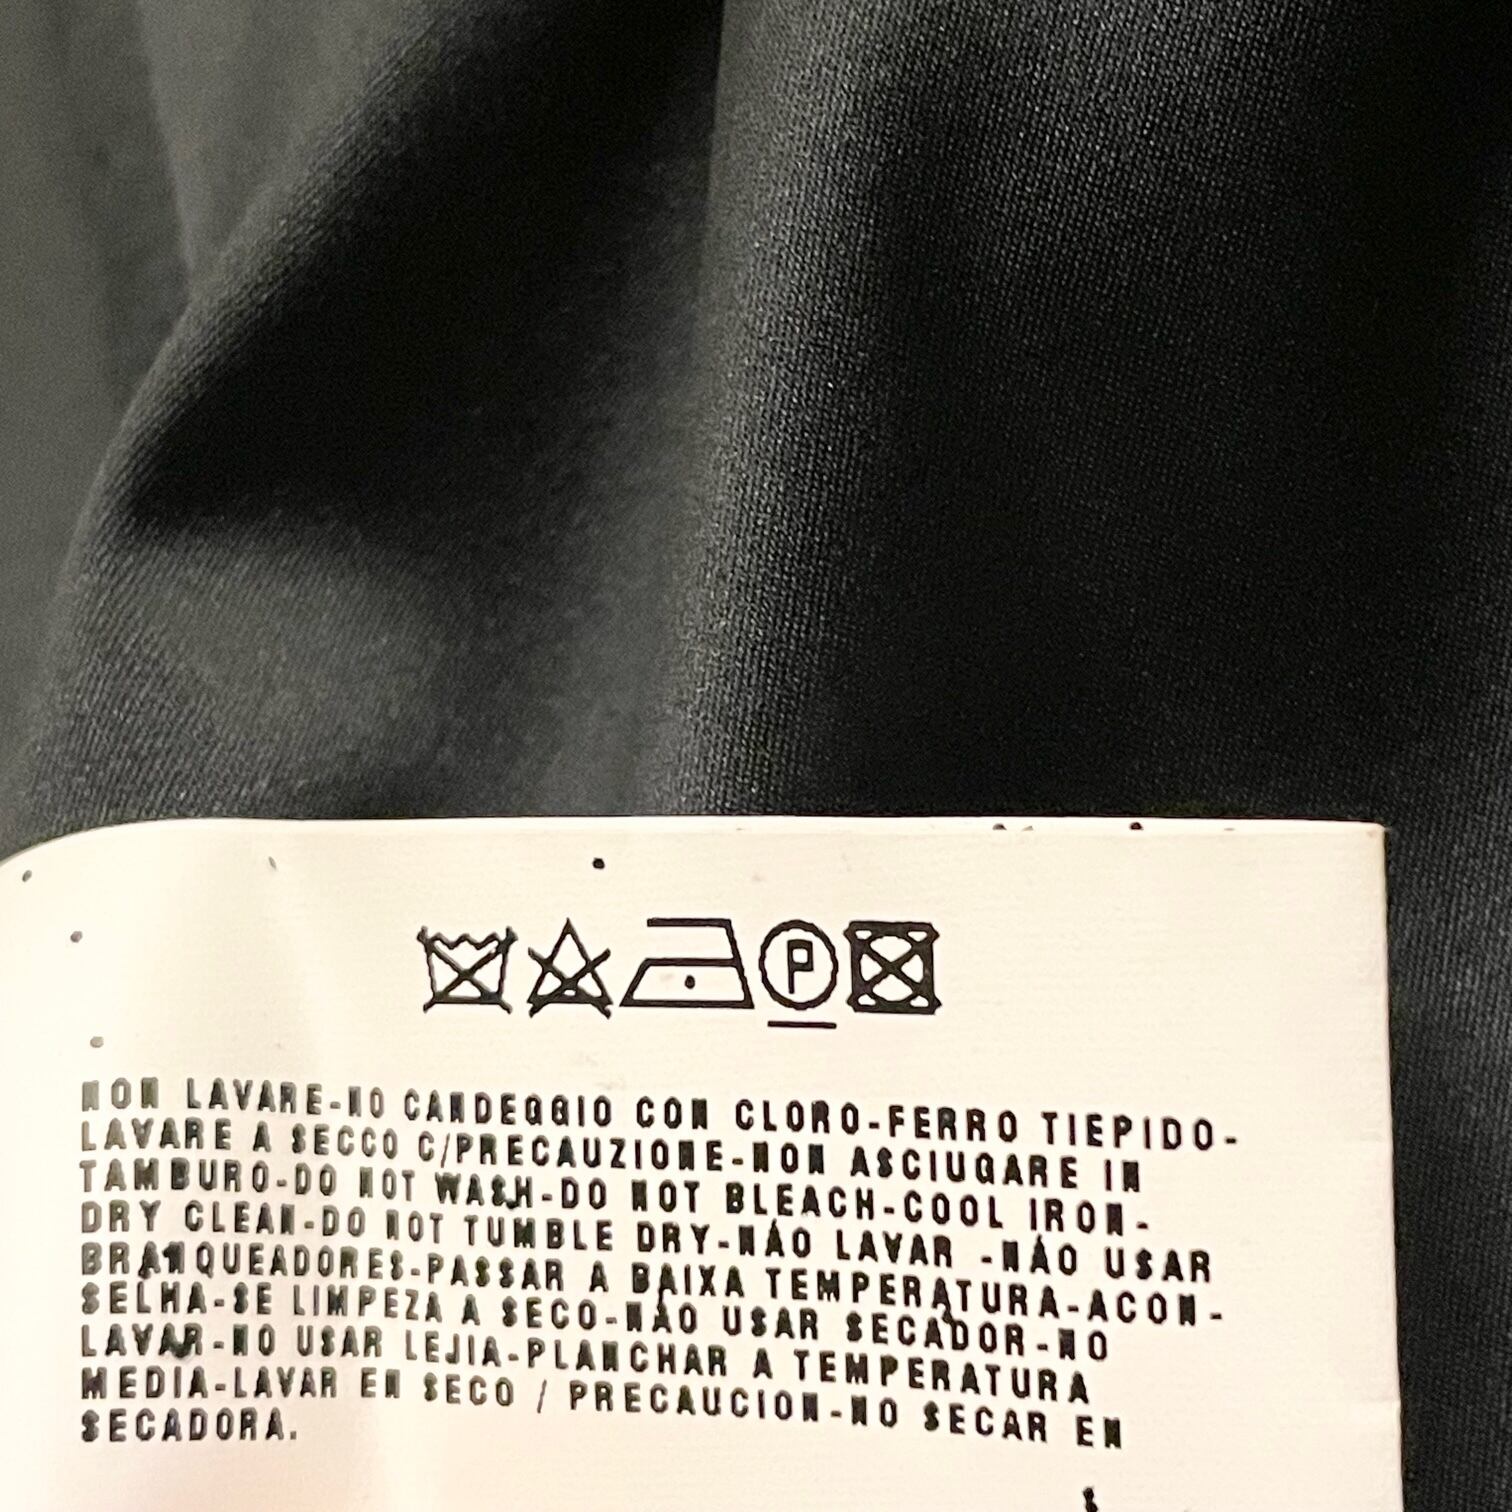 P
NON LAVARE-NO CANDEGGIO CON CLORO-FERRO TIEPIDO-
LAVARE A SECCO C/PRECAUZIONE-NON ASCIUGARE IN
TAMBURO-DO NOT WASH-DO NOT BLEACH-COOL IRON-
DRY CLEAN-DO NOT TUMBLE DRY-NÃO LAVAR -NÃO USAR
BRANQUEADORES-PASSAR A BAIXA TEMPERATURA-ACON-
SELHA-SE LIMPEZA A SECO-NÃO USAR SECADOR-NO
LAVAR-NO USAR LEJIA-PLANCHAR A TEMPERATURA
MEDIA-LAVAR EN SECO / PRECAUCION-NO SECAR EN
SECADORA.